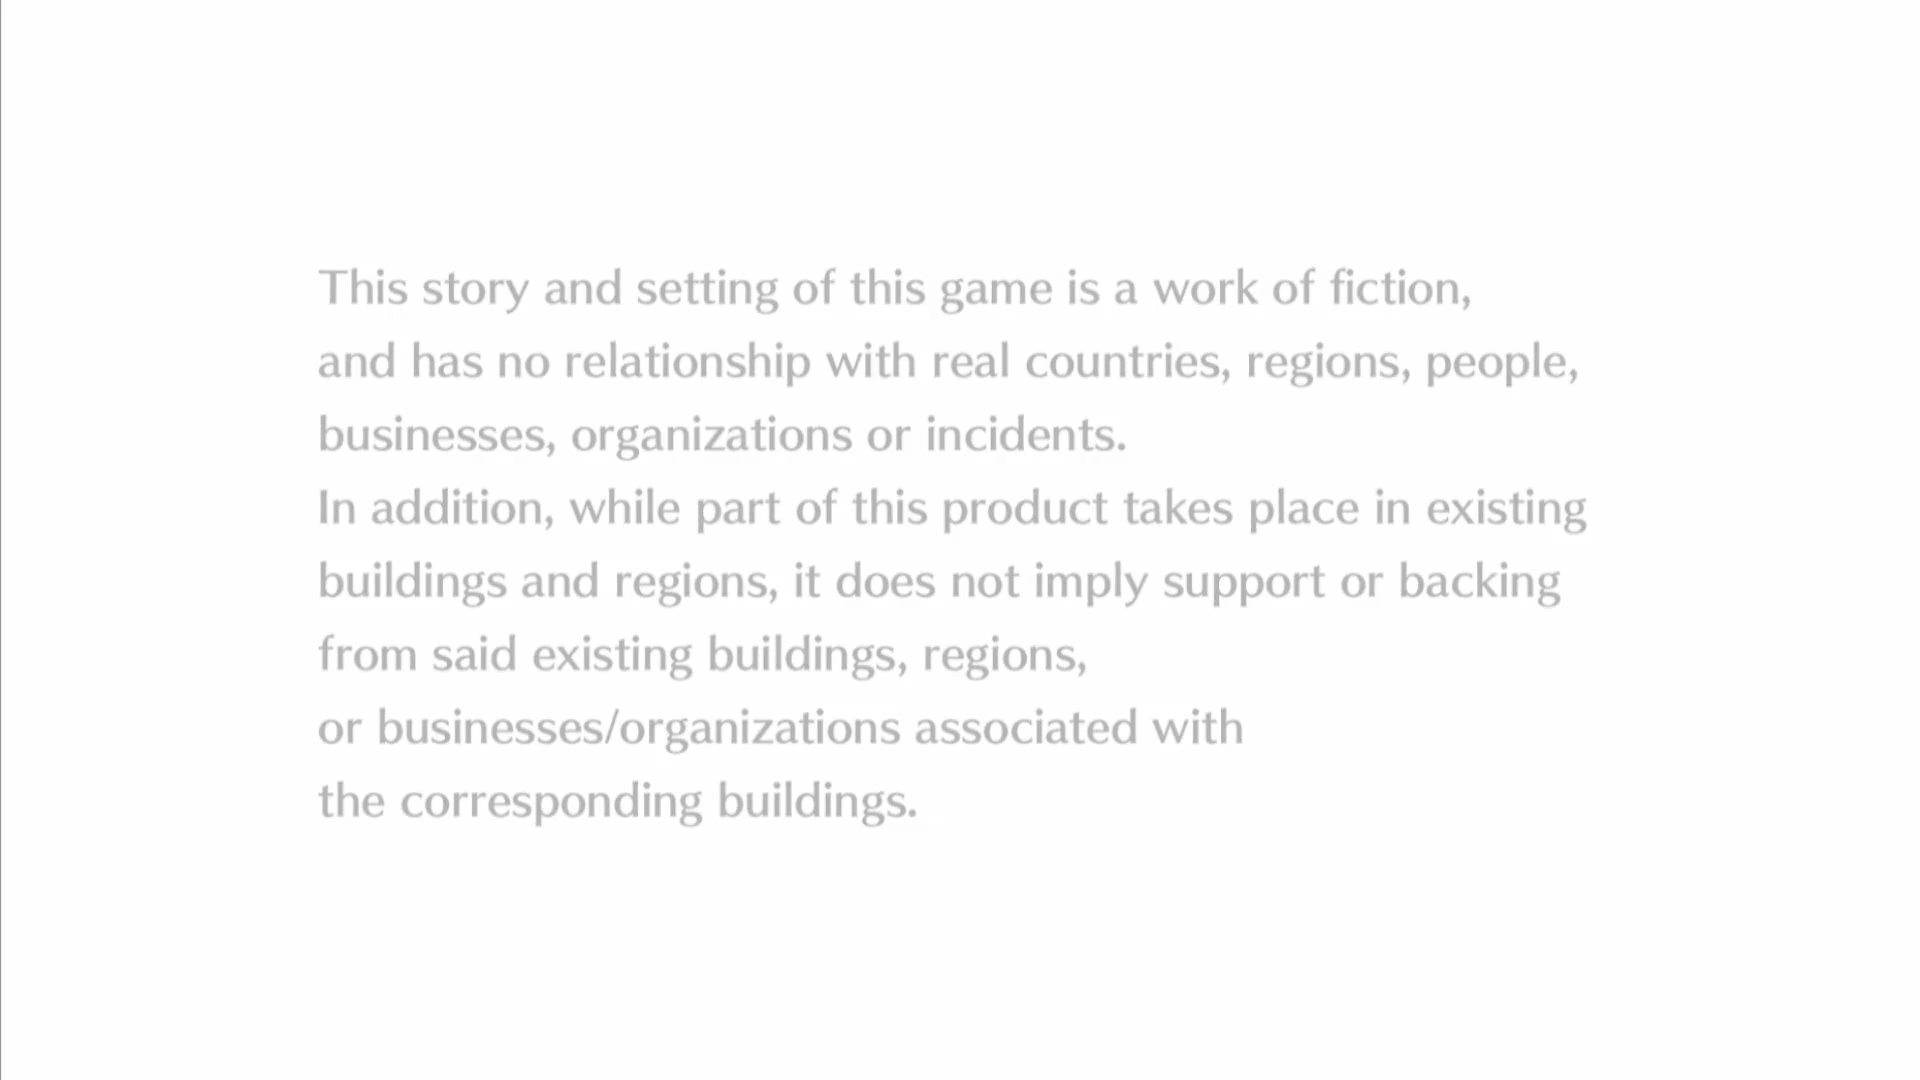 This story and setting of this game is a work of fiction,
and has no relationship with real countries, regions, people,
businesses, organizations or incidents.
In addition, while part of this product takes place in existing
buildings and regions, it does not imply support or backing
from said existing buildings, regions,
or businesses/organizations associated with
the corresponding buildings.